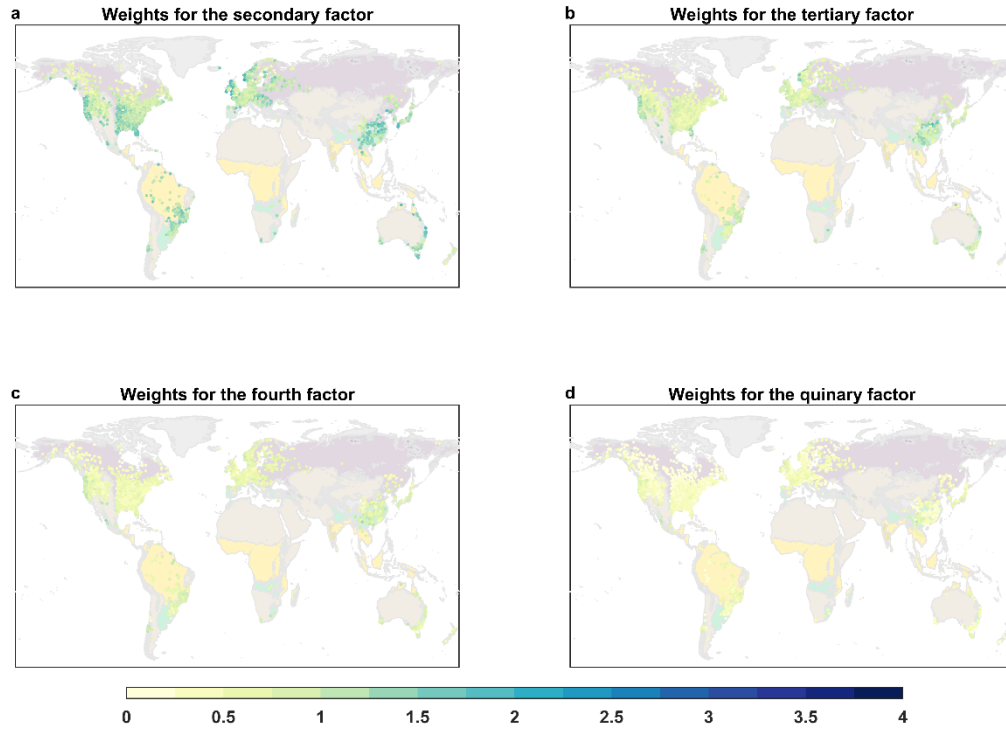 a Weights for the secondary factor
b Weights for the tertiary factor
c Weights for the fourth factor
d Weights for the quinary factor
0 0.5 1 1.5 2 2.5 3 3.5 4